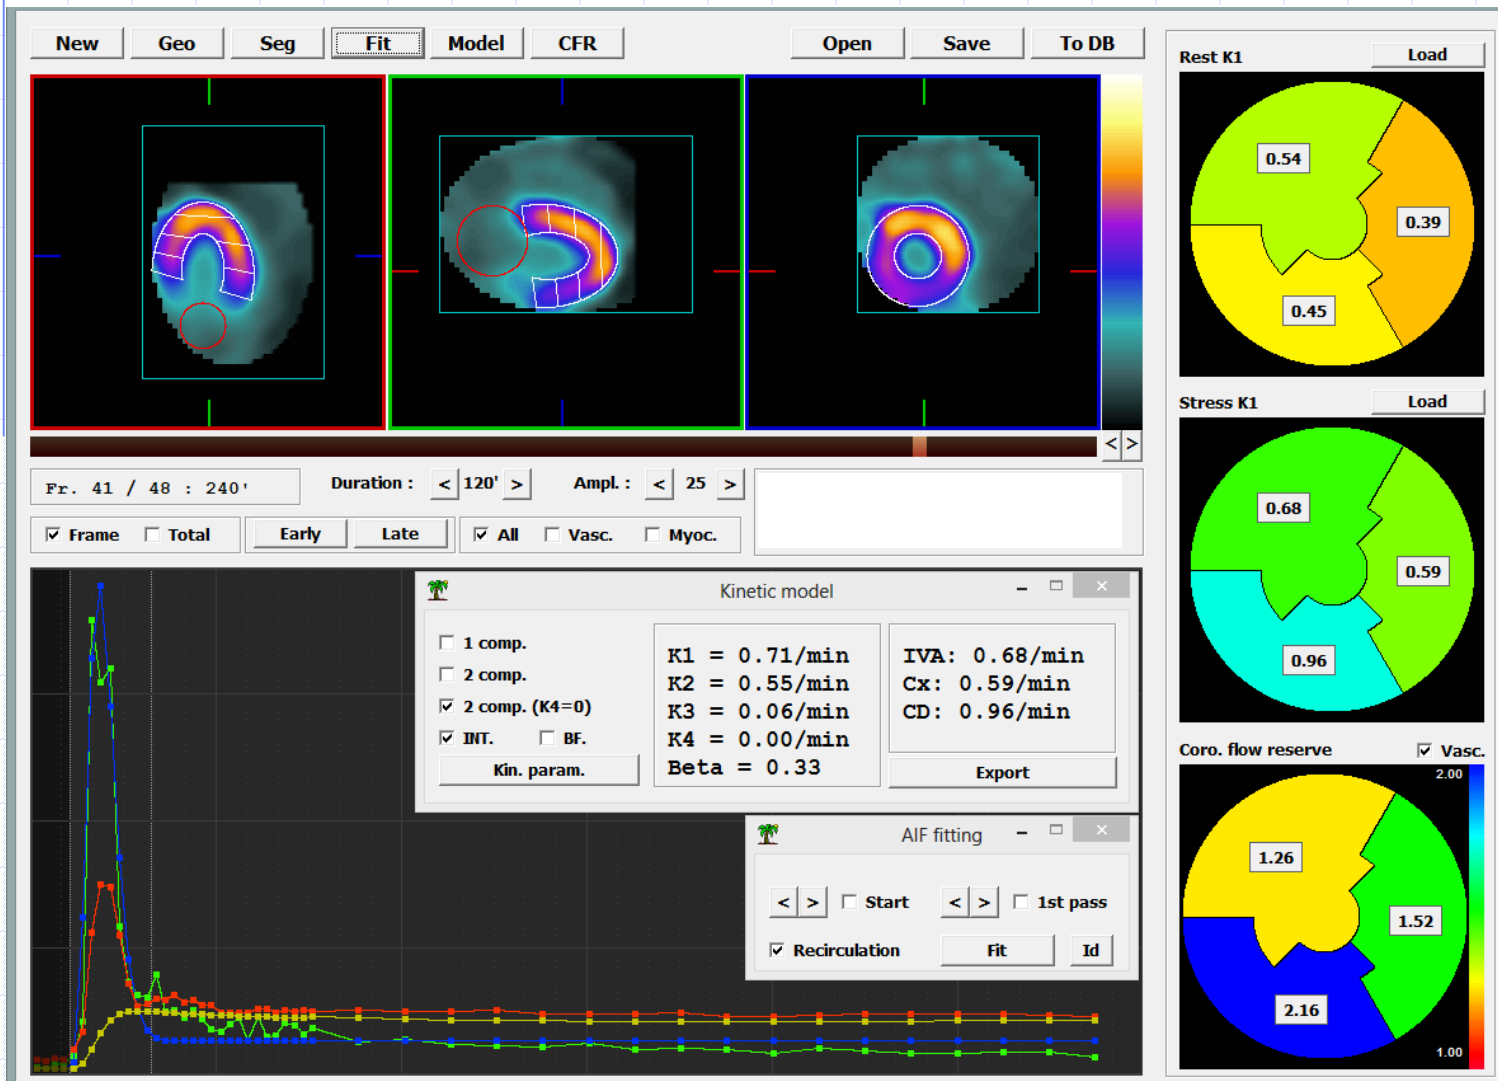 New Geo Seg Fit Model CFR Open Save To DB
Rest K1 Load
0.54
0.39
0.45
Stress K1 Load
0.68
0.59
0.96
Coro. flow reserve Vasc.
2.00
1.26
1.52
2.16
1.00
< >
Fr. 41 / 48 : 240' Duration : < 120' > Ampl. : < 25 >
Frame Total Early Late All Vasc. Myoc.
Kinetic model
1 comp.
2 comp.
2 comp. (K4=0)
INT. BF.
Kin. param.
K1 = 0.71/min
K2 = 0.55/min
K3 = 0.06/min
K4 = 0.00/min
Beta = 0.33
IVA: 0.68/min
Cx: 0.59/min
CD: 0.96/min
Export
AIF fitting
< > Start < > 1st pass
Recirculation Fit Id